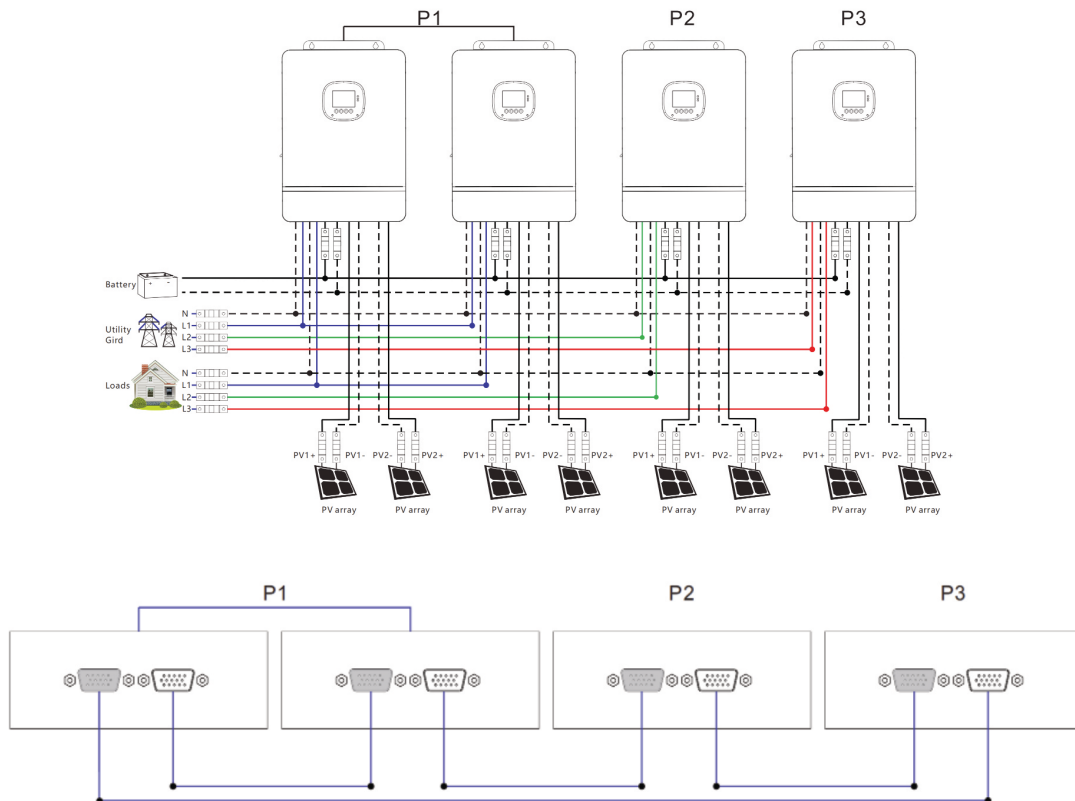 P1 P2 P3
Battery
Utility
Gird
N
L1
L2
L3
Loads
N
L1
L2
L3
PV1+ PV1- PV2- PV2+ PV1+ PV1- PV2- PV2+ PV1+ PV1- PV2- PV2+ PV1+ PV1- PV2- PV2+
PV array PV array PV array PV array PV array PV array PV array PV array
P1 P2 P3